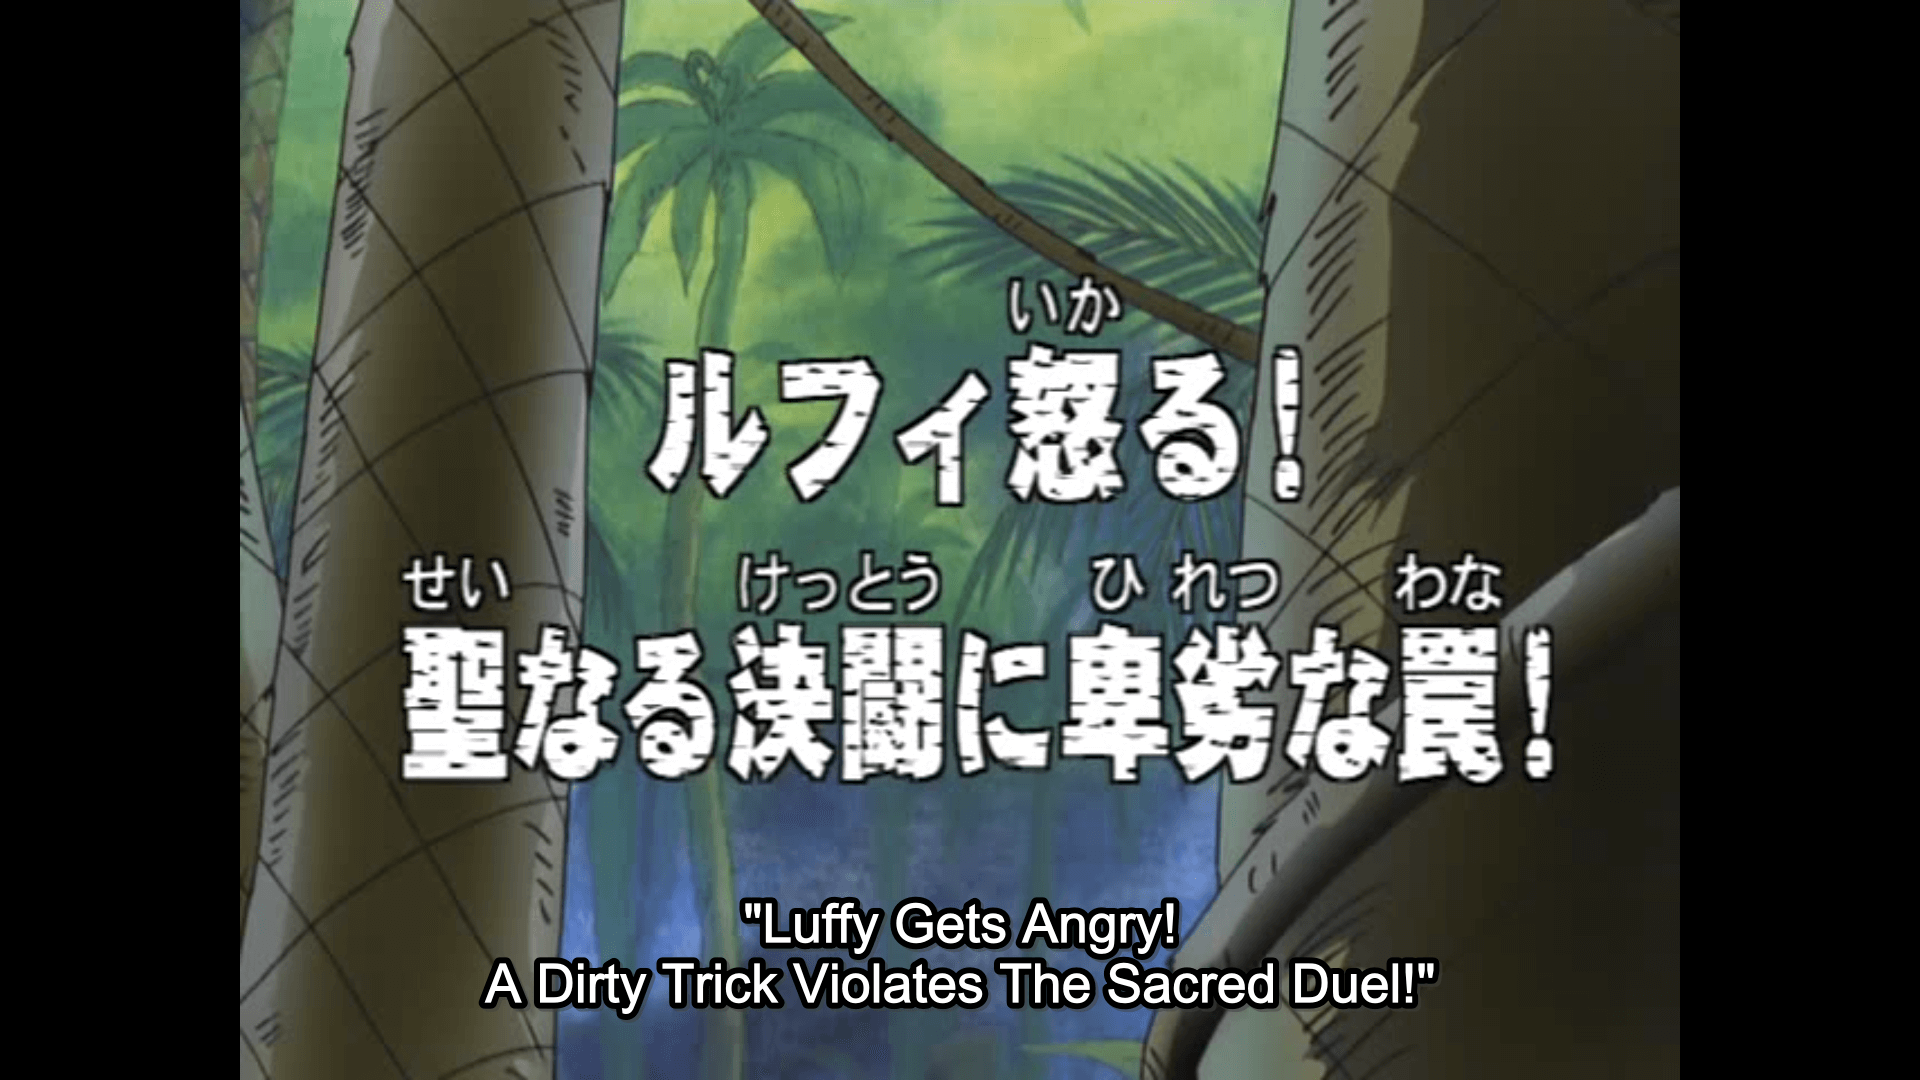 いか
ルフィ怒る!
せい けっとう ひ れつ わな
聖なる決闘に卑劣な罠!
"Luffy Gets Angry!
A Dirty Trick Violates The Sacred Duel!"